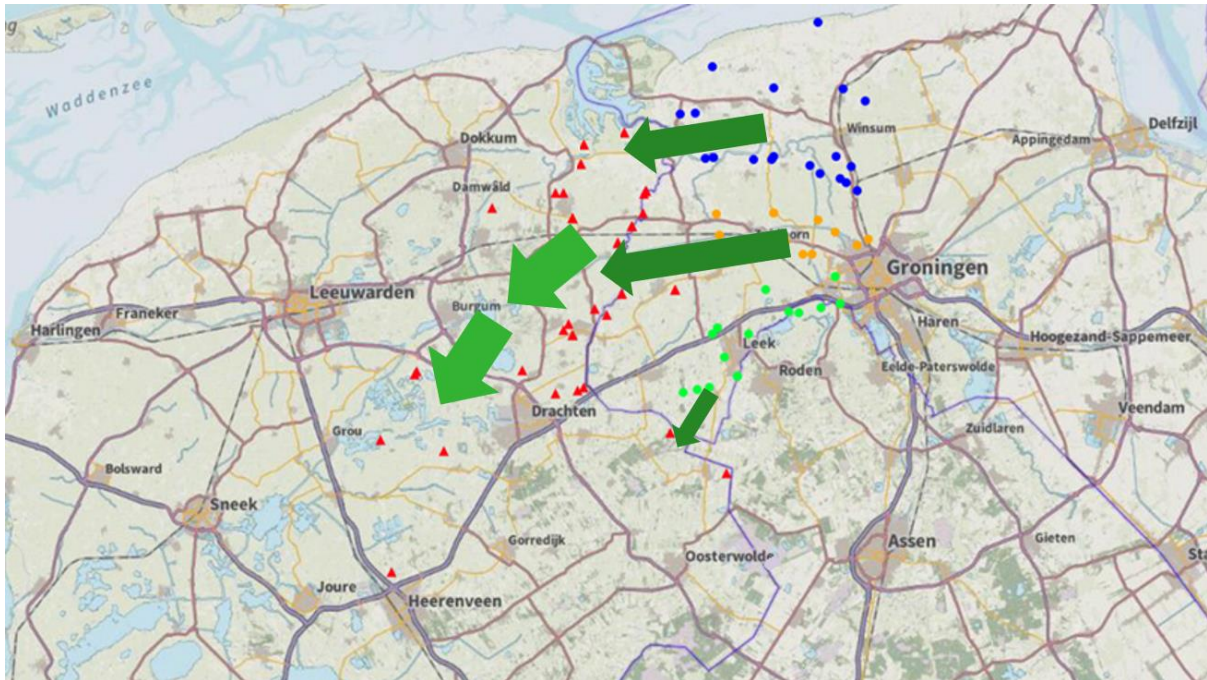 Waddenzee
Dokkum
Winsum
Delfzijl
Appingedam
Damwâld
Groningen
Leeuwarden
Burgum
Franeker
Harlingen
Haren
Hoogezand-Sappemeer
Leek
Roden
Eelde-Paterswolde
Drachten
Veendam
Grou
Zuidlaren
Bolsward
Sneek
Gorredijk
Oosterwolde
Assen
Gieten
Joure
Heerenveen